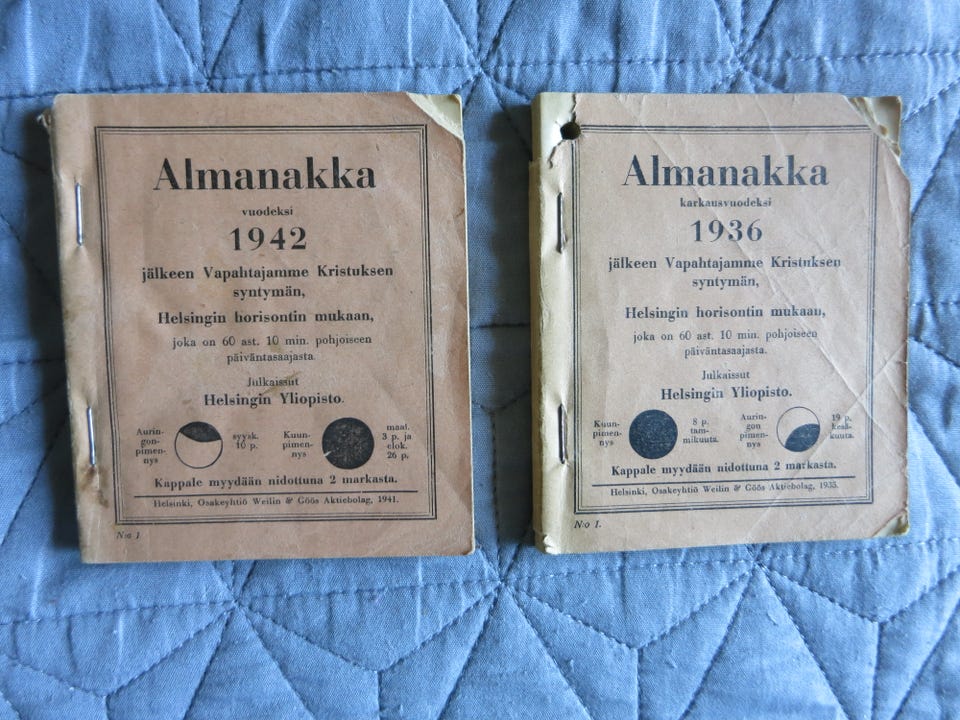 Almanakka
vuodeksi
1942
jälkeen Vapahtajamme Kristuksen
syntymän,
Helsingin horisontin mukaan,
joka on 60 ast. 10 min. pohjoiseen
päiväntasaajasta.
Julkaissut
Helsingin Yliopisto.
Aurin-
gon-
pimen-
nys
syysk.
10 p.
Kuun-
pimen-
nys
maal.
3 p. ja
elok.
26 p.
Kappale myydään nidottuna 2 markasta.
Helsinki, Osakeyhtiö Weilin & Göös Aktiebolag, 1941.
N:o 1
Almanakka
karkausvuodeksi
1936
jälkeen Vapahtajamme Kristuksen
syntymän,
Helsingin horisontin mukaan,
joka on 60 ast. 10 min. pohjoiseen
päiväntasaajasta.
Julkaissut
Helsingin Yliopisto.
Kuun-
pimen-
nys
8 p.
tam-
mikuuta.
Aurin-
gon
pimen-
nys
19 p.
kesä-
kuuta.
Kappale myydään nidottuna 2 markasta.
Helsinki, Osakeyhtiö Weilin & Göös Aktiebolag, 1935.
N:o 1.